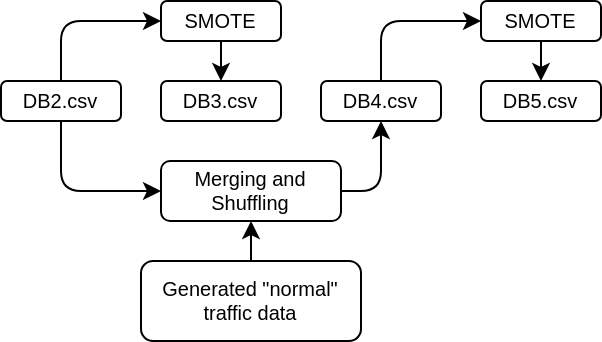 SMOTE
SMOTE
DB2.csv
DB3.csv
DB4.csv
DB5.csv
Merging and
Shuffling
Generated "normal"
traffic data